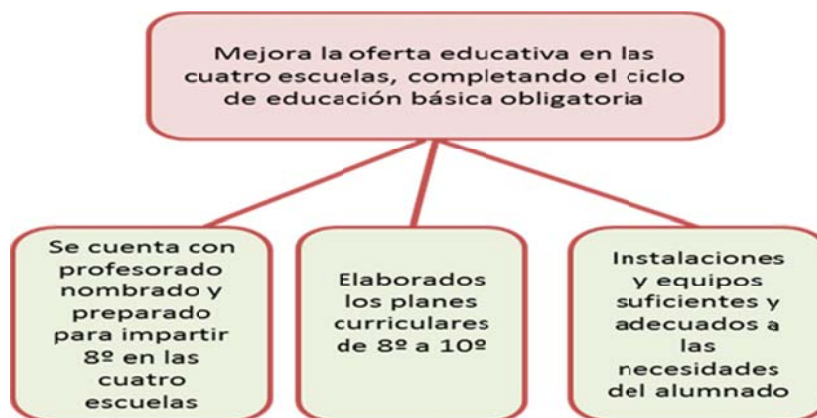 Mejora la oferta educativa en las
cuatro escuelas, completando el ciclo
de educación básica obligatoria
Se cuenta con
profesorado
nombrado y
preparado
para impartir
8º en las
cuatro
escuelas
Elaborados
los planes
curriculares
de 8º a 10º
Instalaciones
y equipos
suficientes y
adecuados a
las
necesidades
del alumnado